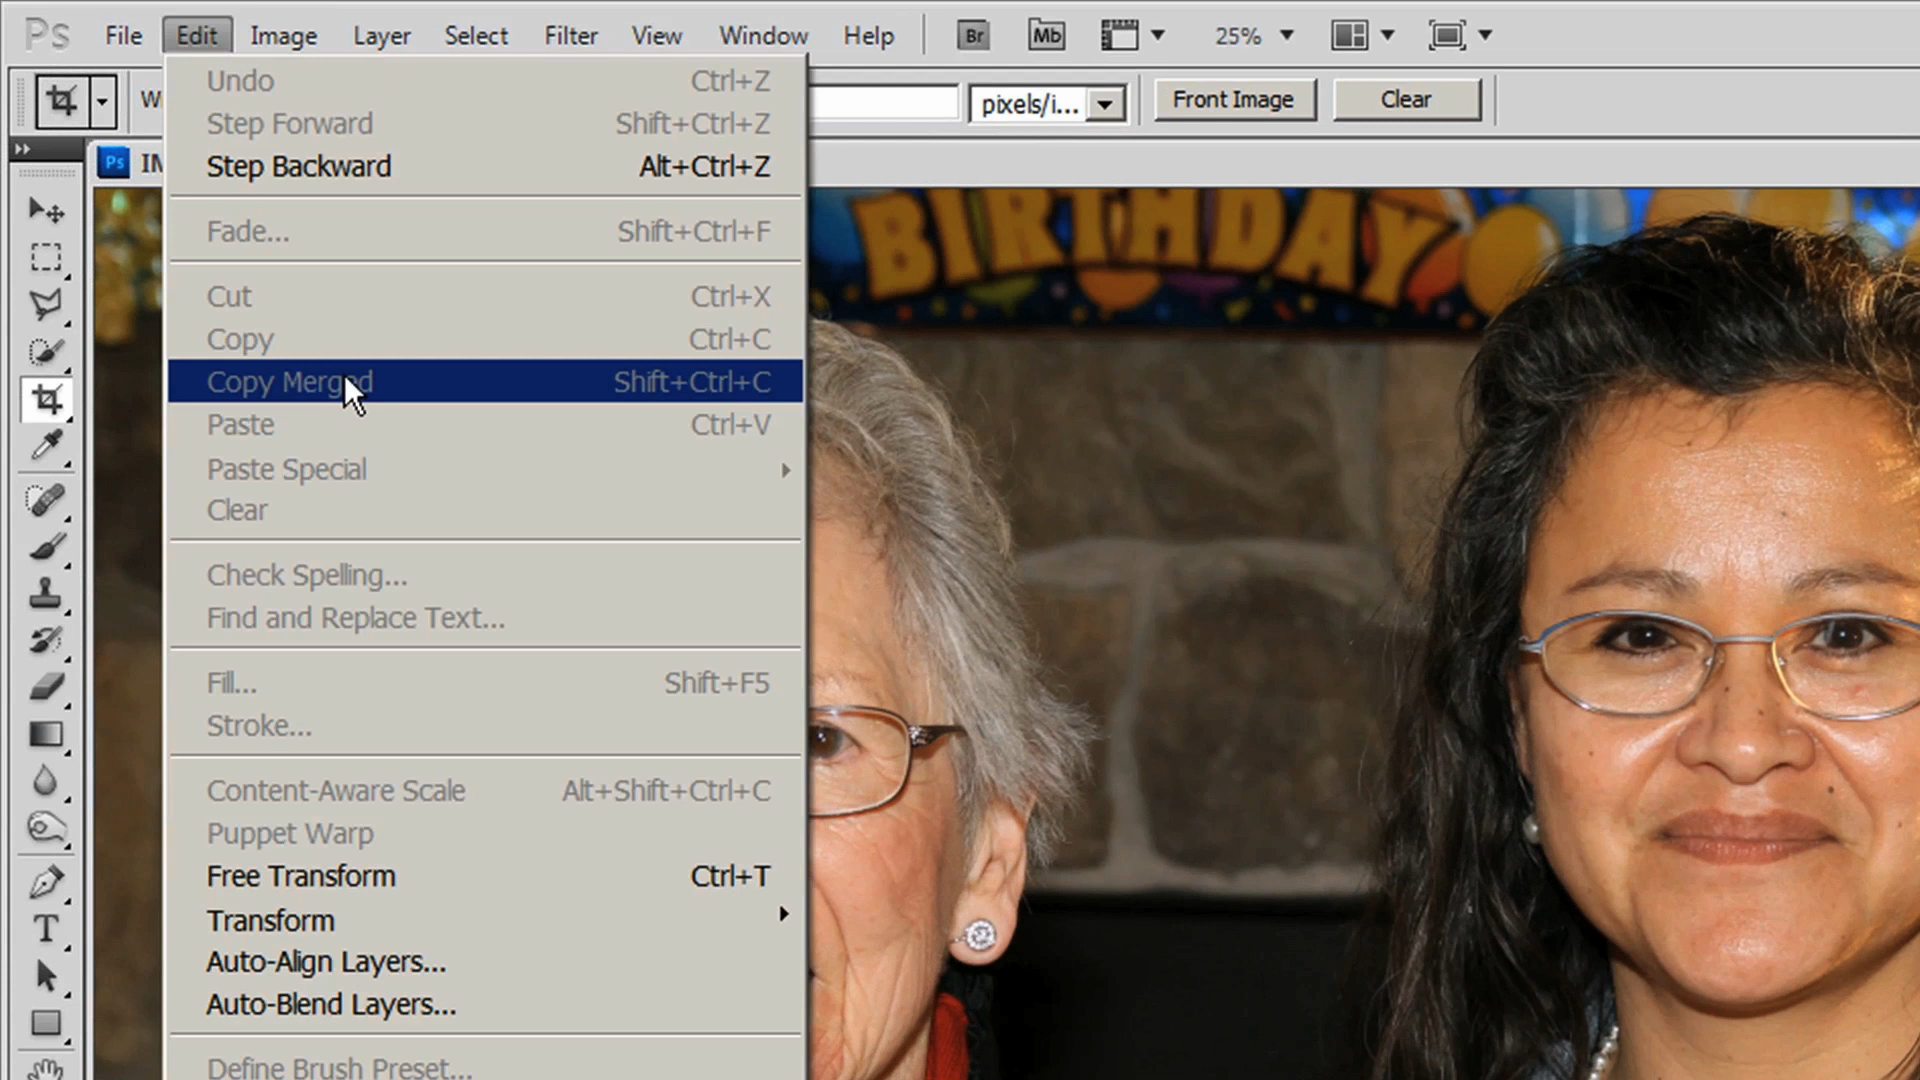 Ps File Edit Image Layer Select Filter View Window Help Br Mb 25%
W pixels/i... Front Image Clear
Ps IM
Undo Ctrl+Z
Step Forward Shift+Ctrl+Z
Step Backward Alt+Ctrl+Z
Fade... Shift+Ctrl+F
BIRTHDAY
Cut Ctrl+X
Copy Ctrl+C
Copy Merged Shift+Ctrl+C
Paste Ctrl+V
Paste Special
Clear
Check Spelling...
Find and Replace Text...
Fill... Shift+F5
Stroke...
Content-Aware Scale Alt+Shift+Ctrl+C
Puppet Warp
Free Transform Ctrl+T
Transform
Auto-Align Layers...
Auto-Blend Layers...
Define Brush Preset...